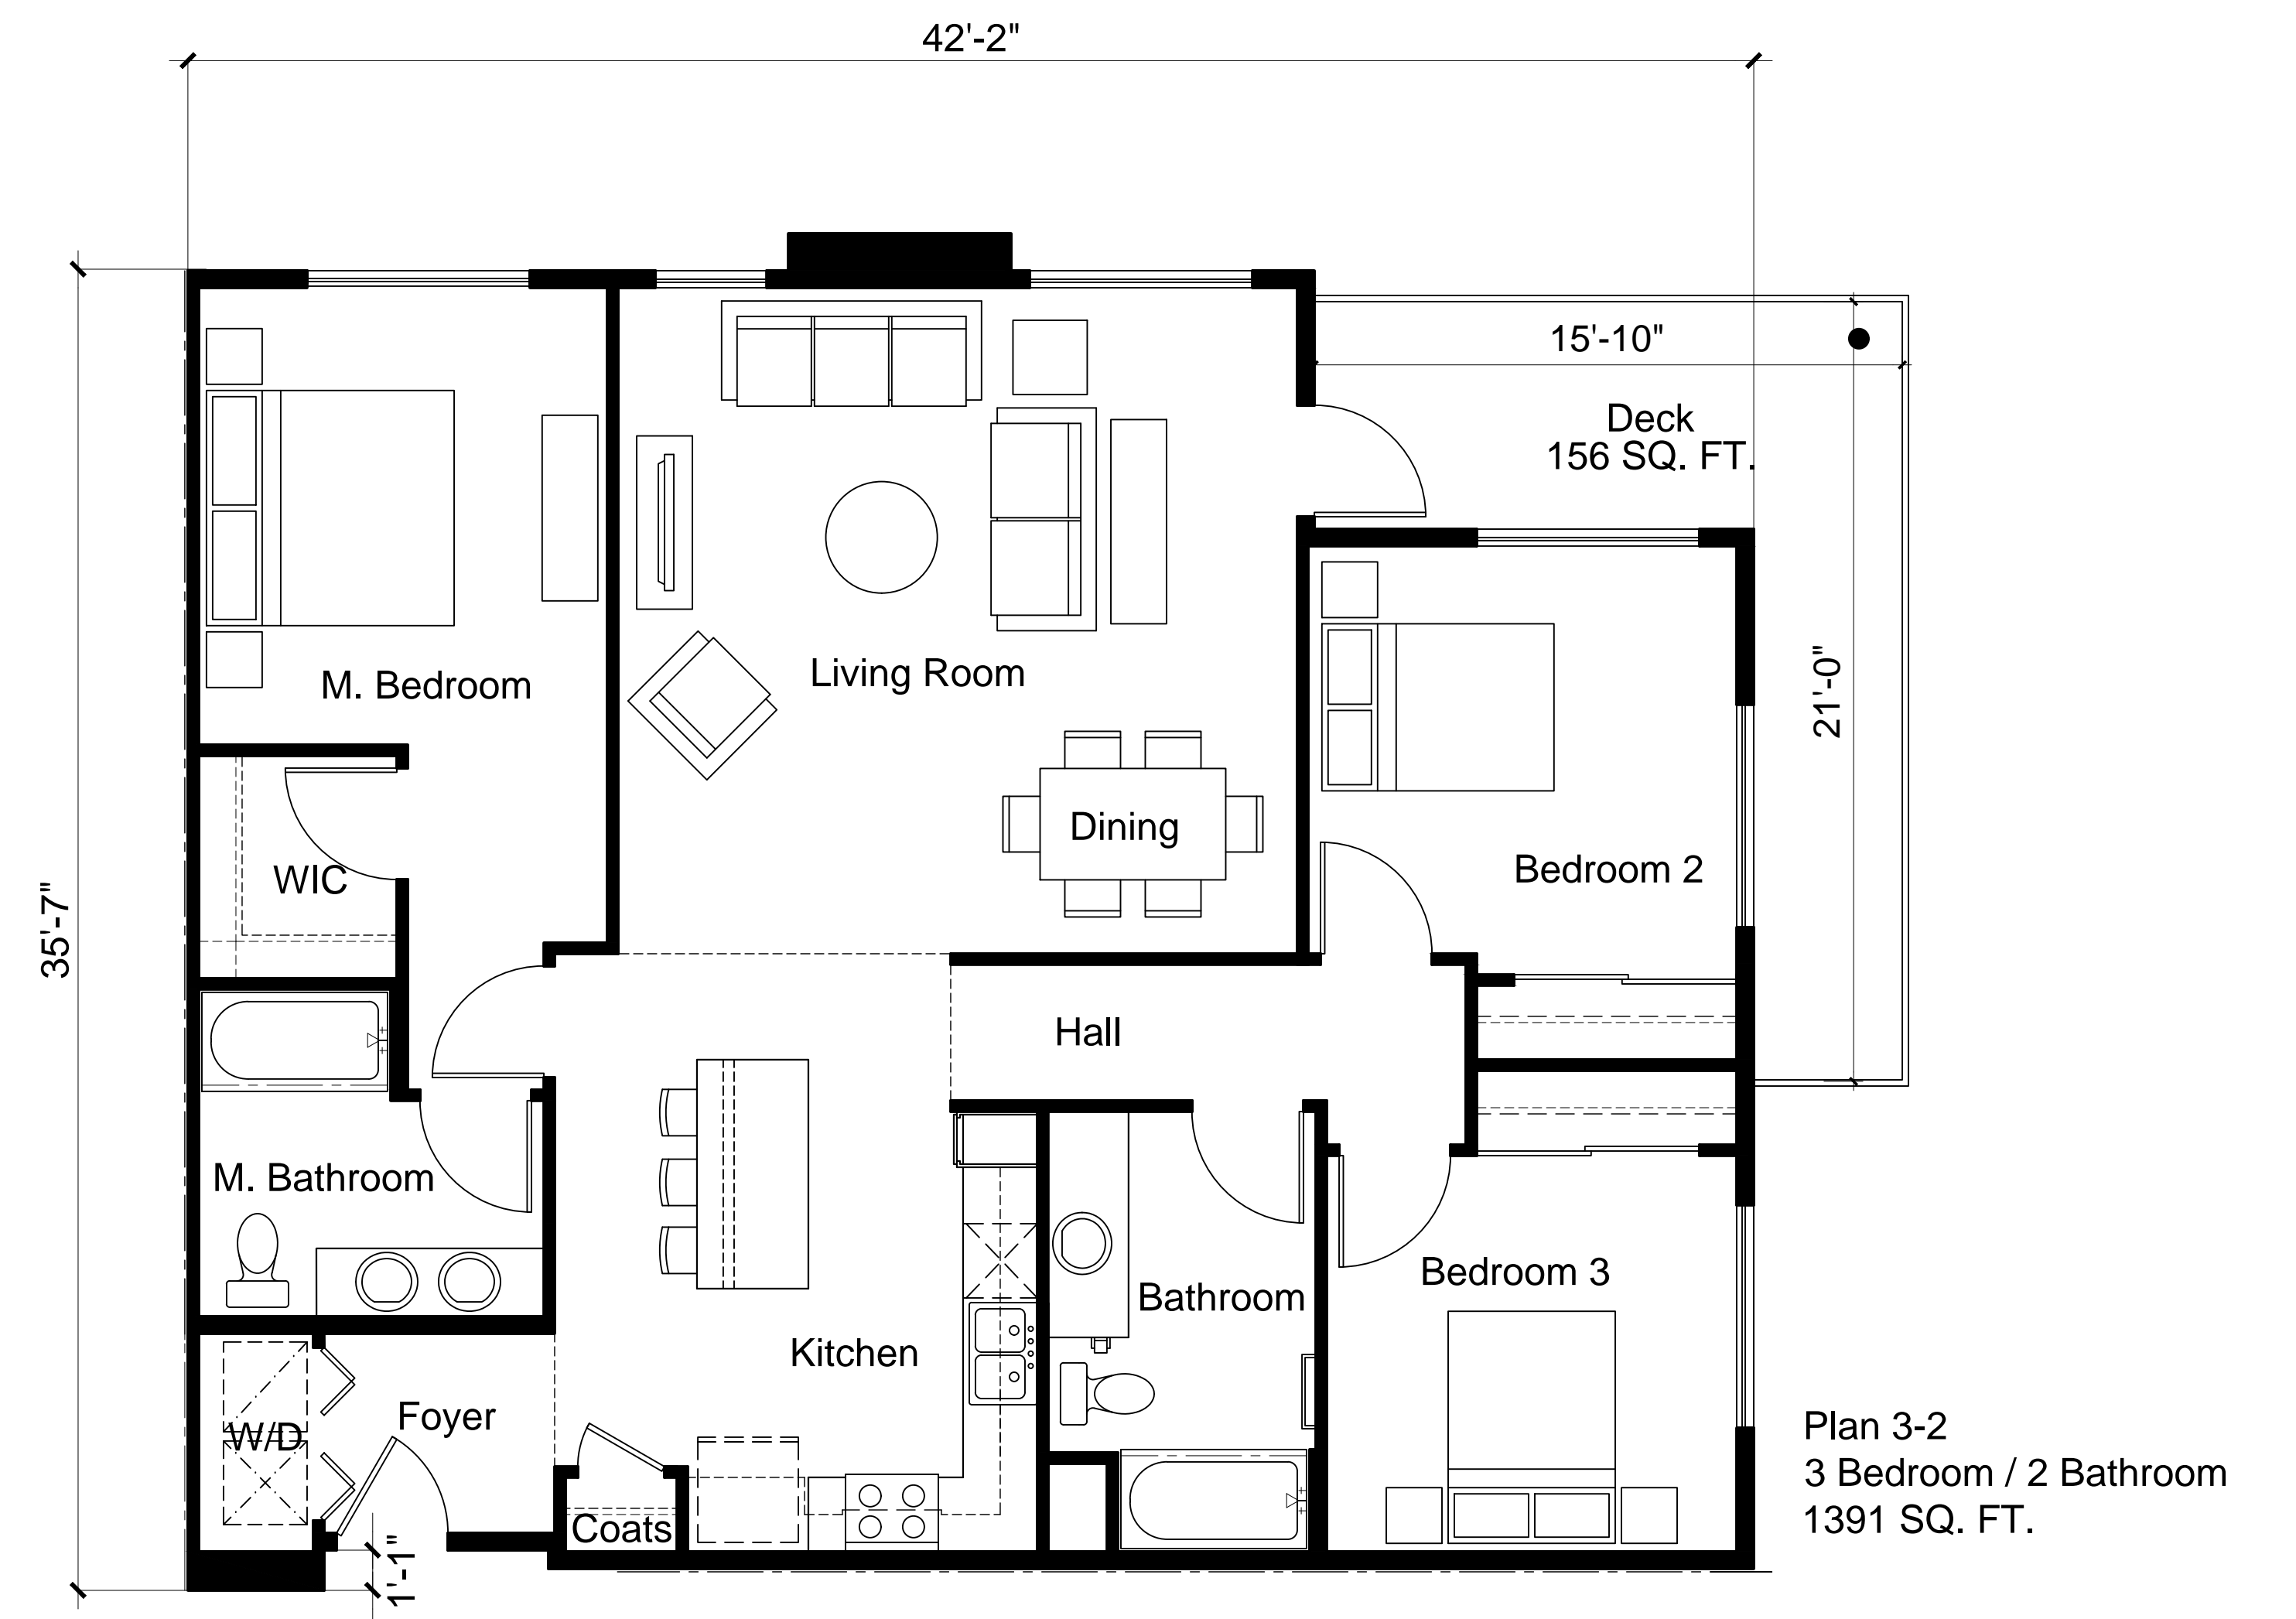 42'-2"
15'-10"
Deck
156 SQ. FT.
21'-0"
35'-7"
M. Bedroom
Living Room
Dining
Bedroom 2
WIC
Hall
M. Bathroom
Bedroom 3
Bathroom
Kitchen
Foyer
W/D
Coats
1'-1"
Plan 3-2
3 Bedroom / 2 Bathroom
1391 SQ. FT.